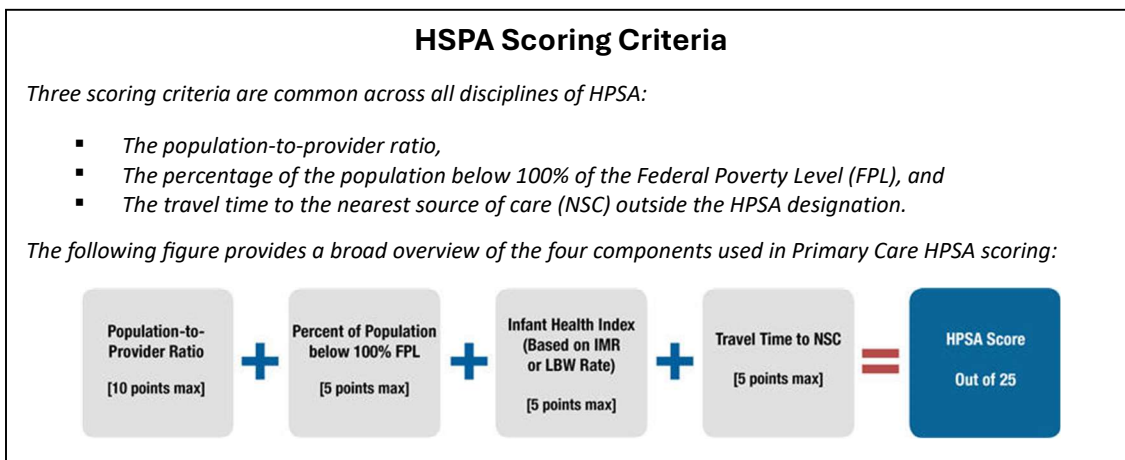 HSPA Scoring Criteria
Three scoring criteria are common across all disciplines of HPSA:
▪ The population-to-provider ratio,
▪ The percentage of the population below 100% of the Federal Poverty Level (FPL), and
▪ The travel time to the nearest source of care (NSC) outside the HPSA designation.
The following figure provides a broad overview of the four components used in Primary Care HPSA scoring:
Population-to-
Provider Ratio
[10 points max]
+
Percent of Population
below 100% FPL
[5 points max]
+
Infant Health Index
(Based on IMR
or LBW Rate)
[5 points max]
+
Travel Time to NSC
[5 points max]
=
HPSA Score
Out of 25